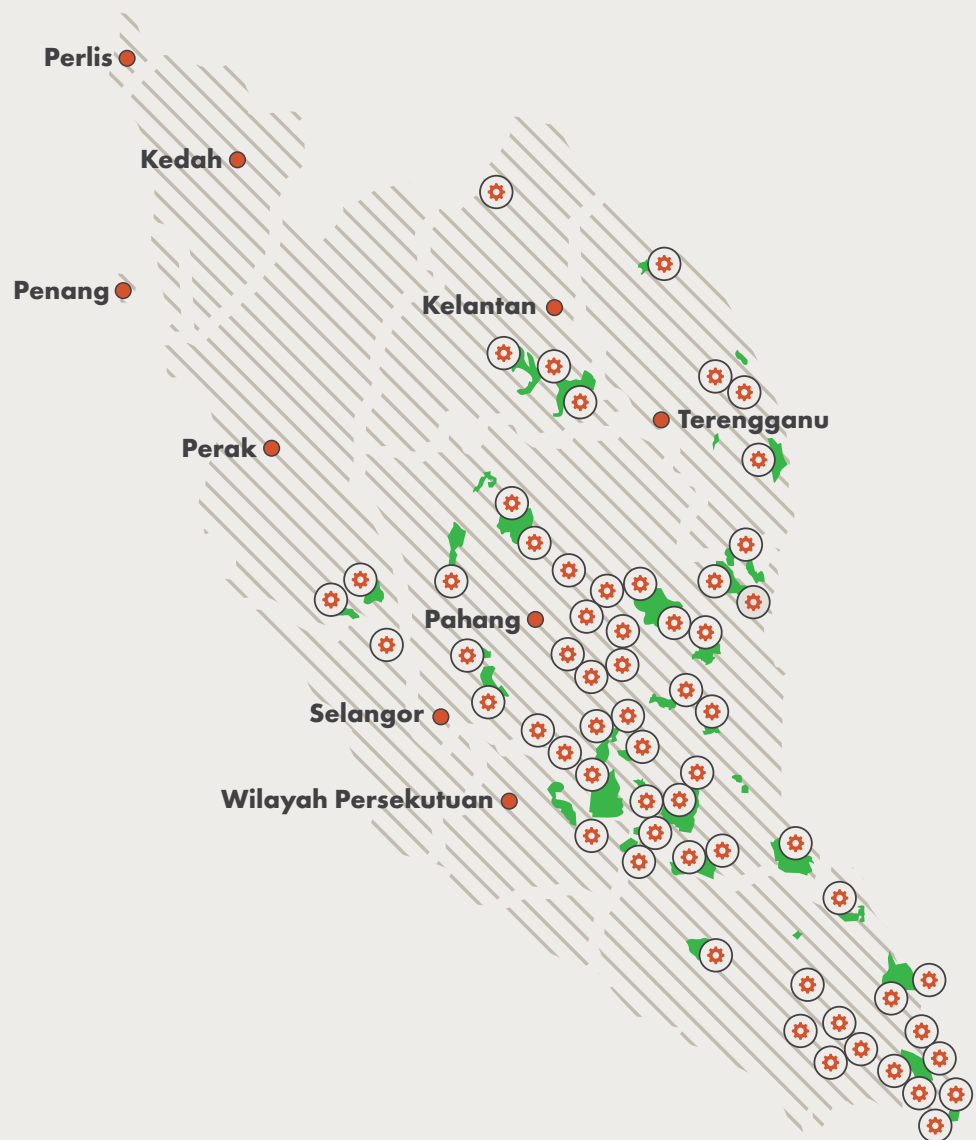 Perlis
Kedah
Penang
Kelantan
Terengganu
Perak
Pahang
Selangor
Wilayah Persekutuan